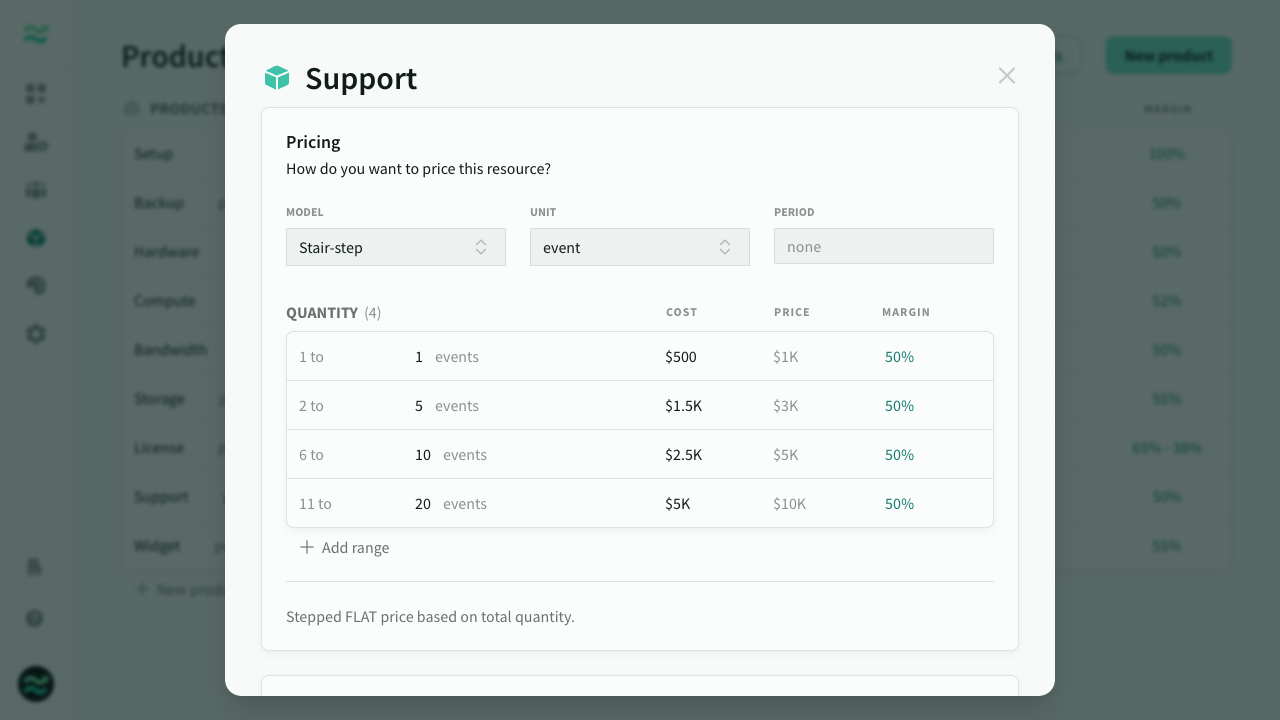 Product
New product
PRODUCTS
MARGIN
Setup
100%
Backup
50%
Hardware
50%
Compute
52%
Bandwidth
50%
Storage
55%
License
65% - 38%
Support
50%
Widget
55%
Support
Pricing
How do you want to price this resource?
MODEL
UNIT
PERIOD
Stair-step
event
none
QUANTITY (4)
COST
PRICE
MARGIN
1 to 1 events $500 $1K 50%
2 to 5 events $1.5K $3K 50%
6 to 10 events $2.5K $5K 50%
11 to 20 events $5K $10K 50%
Add range
Stepped FLAT price based on total quantity.